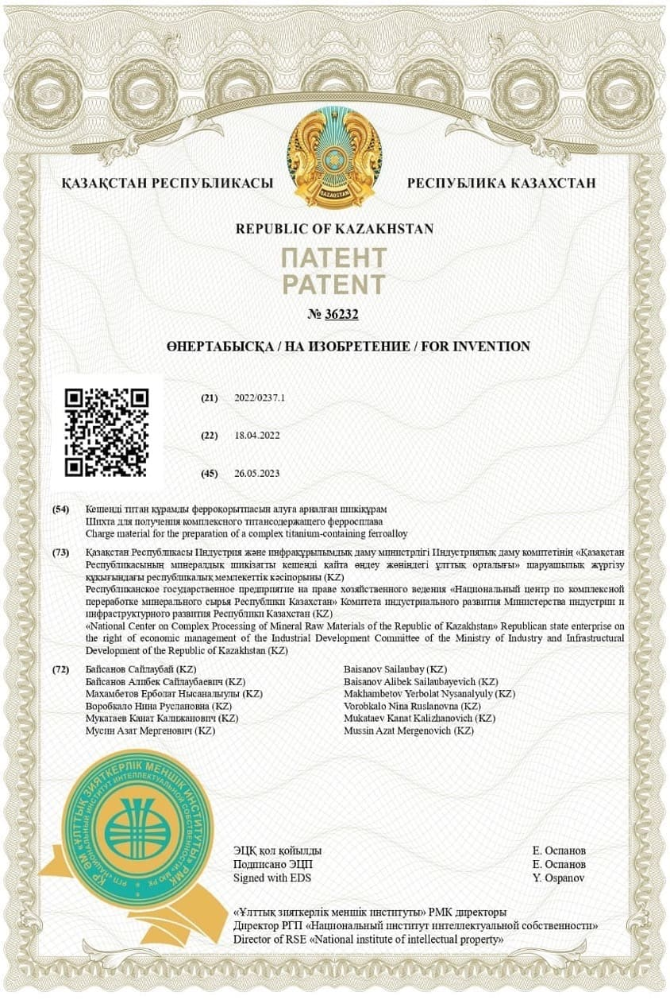 ҚАЗАҚСТАН РЕСПУБЛИКАСЫ
РЕСПУБЛИКА КАЗАХСТАН
QAZAQSTAN
REPUBLIC OF KAZAKHSTAN
ПАТЕНТ
PATENT
№ 36232
ӨНЕРТАБЫСҚА / НА ИЗОБРЕТЕНИЕ / FOR INVENTION
(21) 2022/0237.1
(22) 18.04.2022
(45) 26.05.2023
(54) Кешенді титан құрамды ферроқорытпасын алуға арналған шикіқұрам
Шихта для получения комплексного титансодержащего ферросплава
Charge material for the preparation of a complex titanium-containing ferroalloy
(73) Қазақстан Республикасы Индустрия және инфрақұрылымдық даму министрлігі Индустриялық даму комитетінің «Қазақстан
Республикасының минералдық шикізатты кешенді қайта өңдеу жөніндегі ұлттық орталығы» шаруашылық жүргізу
құқығындағы республикалық мемлекеттік кәсіпорыны (KZ)
Республиканское государственное предприятие на праве хозяйственного ведения «Национальный центр по комплексной
переработке минерального сырья Республики Казахстан» Комитета индустриального развития Министерства индустрии и
инфраструктурного развития Республики Казахстан (KZ)
«National Center on Complex Processing of Mineral Raw Materials of the Republic of Kazakhstan» Republican state enterprise on
the right of economic management of the Industrial Development Committee of the Ministry of Industry and Infrastructural
Development of the Republic of Kazakhstan (KZ)
(72) Байсанов Сайлаубай (KZ) Baisanov Sailaubay (KZ)
Байсанов Алибек Сайлаубаевич (KZ) Baisanov Alibek Sailaubayevich (KZ)
Махамбетов Ерболат Нысаналыулы (KZ) Makhambetov Yerbolat Nysanalyuly (KZ)
Воробкало Нина Руслановна (KZ) Vorobkalo Nina Ruslanovna (KZ)
Мукатаев Канат Калижанович (KZ) Mukataev Kanat Kalizhanovich (KZ)
Мусин Азат Мергенович (KZ) Mussin Azat Mergenovich (KZ)
ҚР ӘМ «ҰЛТТЫҚ ЗИЯТКЕРЛІК МЕНШІК ИНСТИТУТЫ» РМК
РГП «НАЦИОНАЛЬНЫЙ ИНСТИТУТ ИНТЕЛЛЕКТУАЛЬНОЙ СОБСТВЕННОСТИ» МЮ РК
ЭЦҚ қол қойылды Е. Оспанов
Подписано ЭЦП Е. Оспанов
Signed with EDS Y. Ospanov
«Ұлттық зияткерлік меншік институты» РМК директоры
Директор РГП «Национальный институт интеллектуальной собственности»
Director of RSE «National institute of intellectual property»